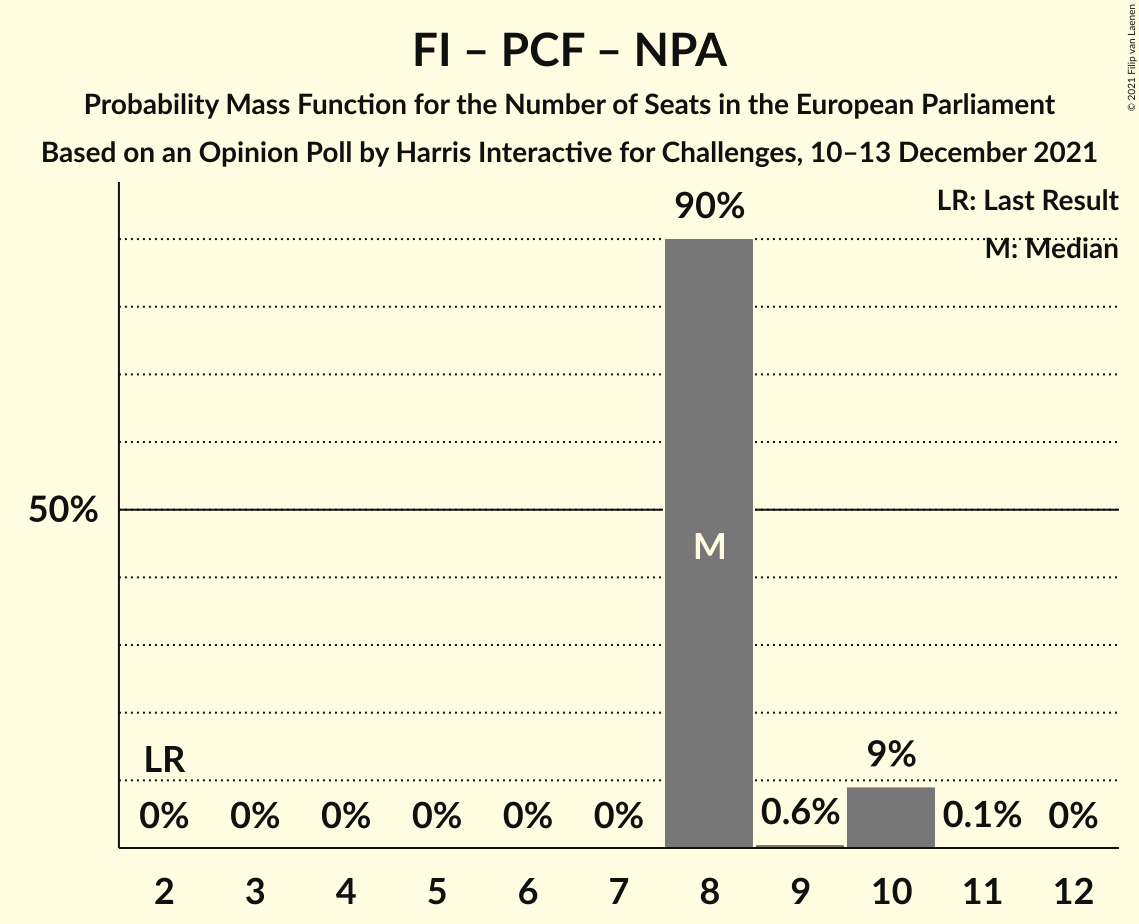 FI – PCF – NPA
Probability Mass Function for the Number of Seats in the European Parliament
Based on an Opinion Poll by Harris Interactive for Challenges, 10–13 December 2021
© 2021 Filip van Laenen
LR: Last Result
M: Median
90%
50%
M
LR
9%
0% 0% 0% 0% 0% 0% 0.6% 0.1% 0%
2 3 4 5 6 7 8 9 10 11 12